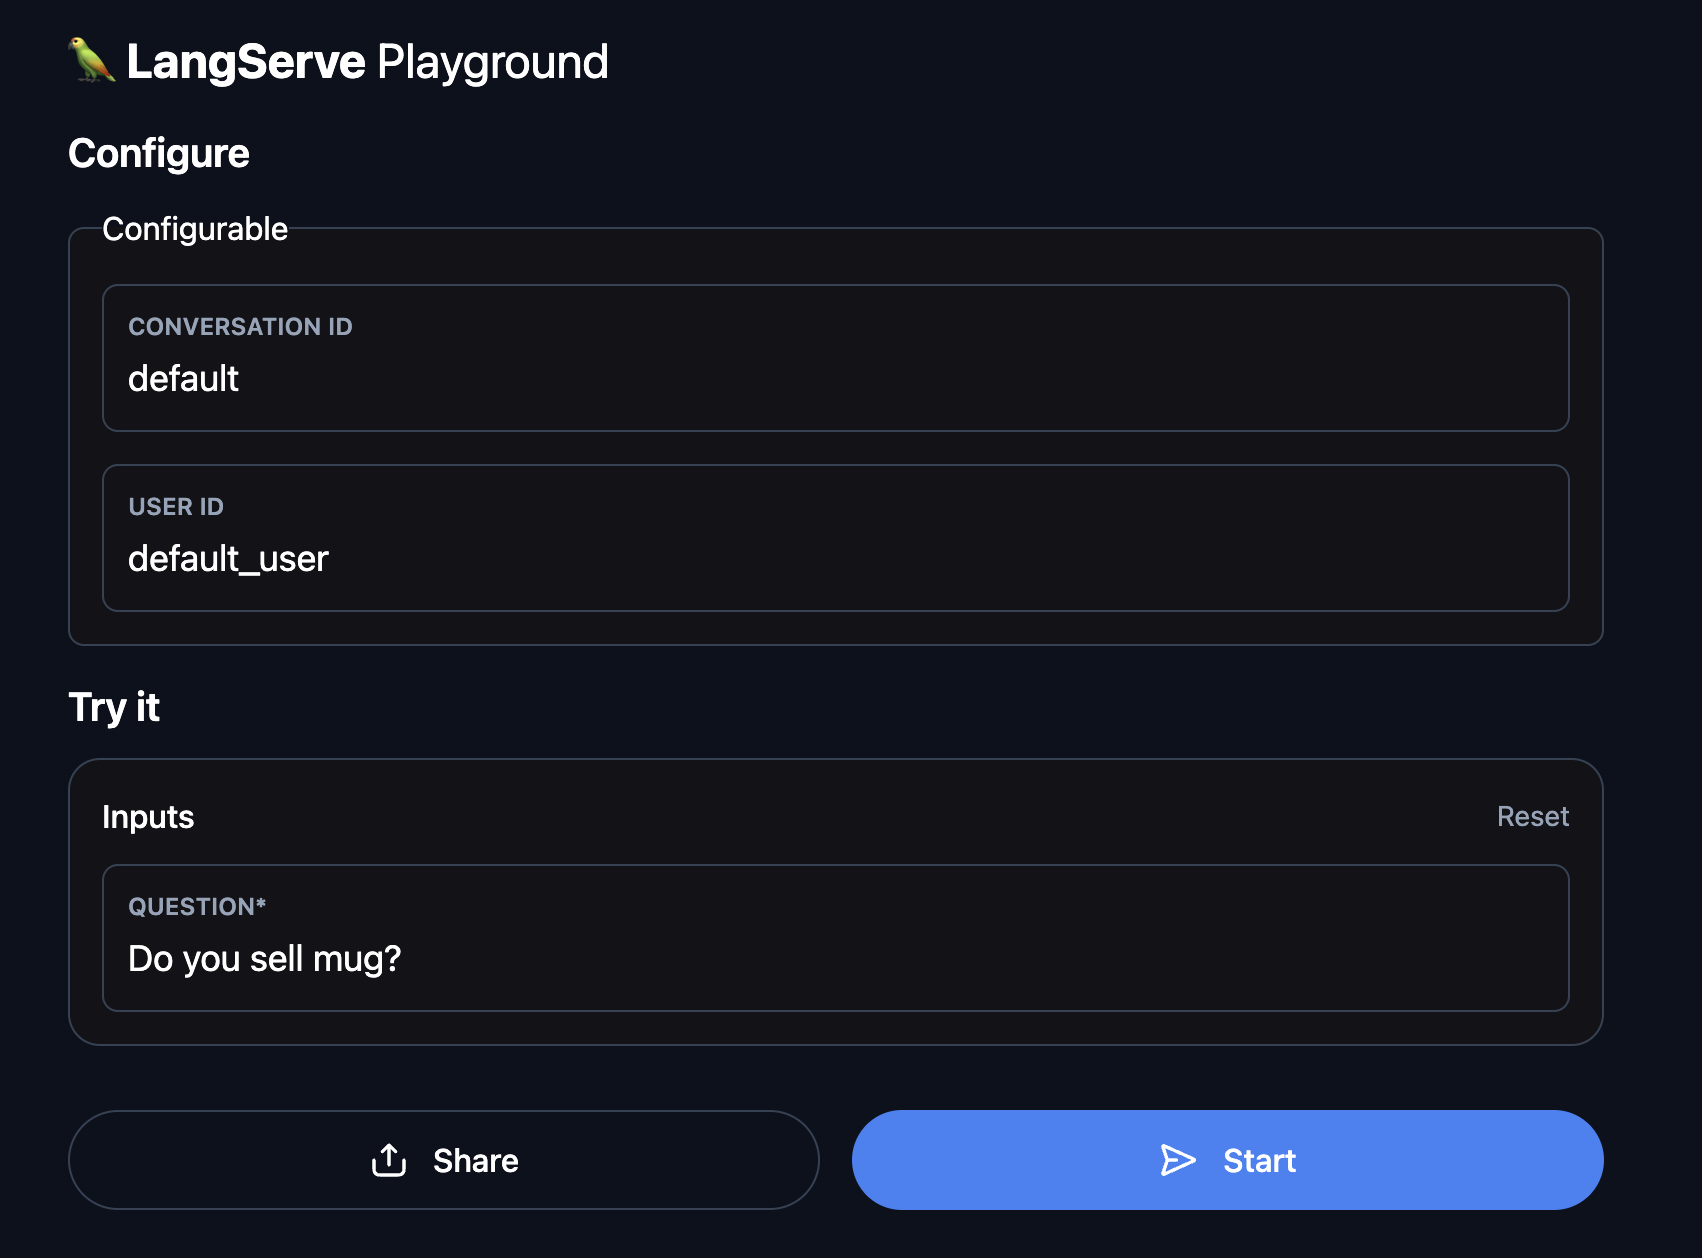 LangServe Playground
Configure
Configurable
CONVERSATION ID
default
USER ID
default_user
Try it
Inputs
Reset
QUESTION*
Do you sell mug?
Share
Start